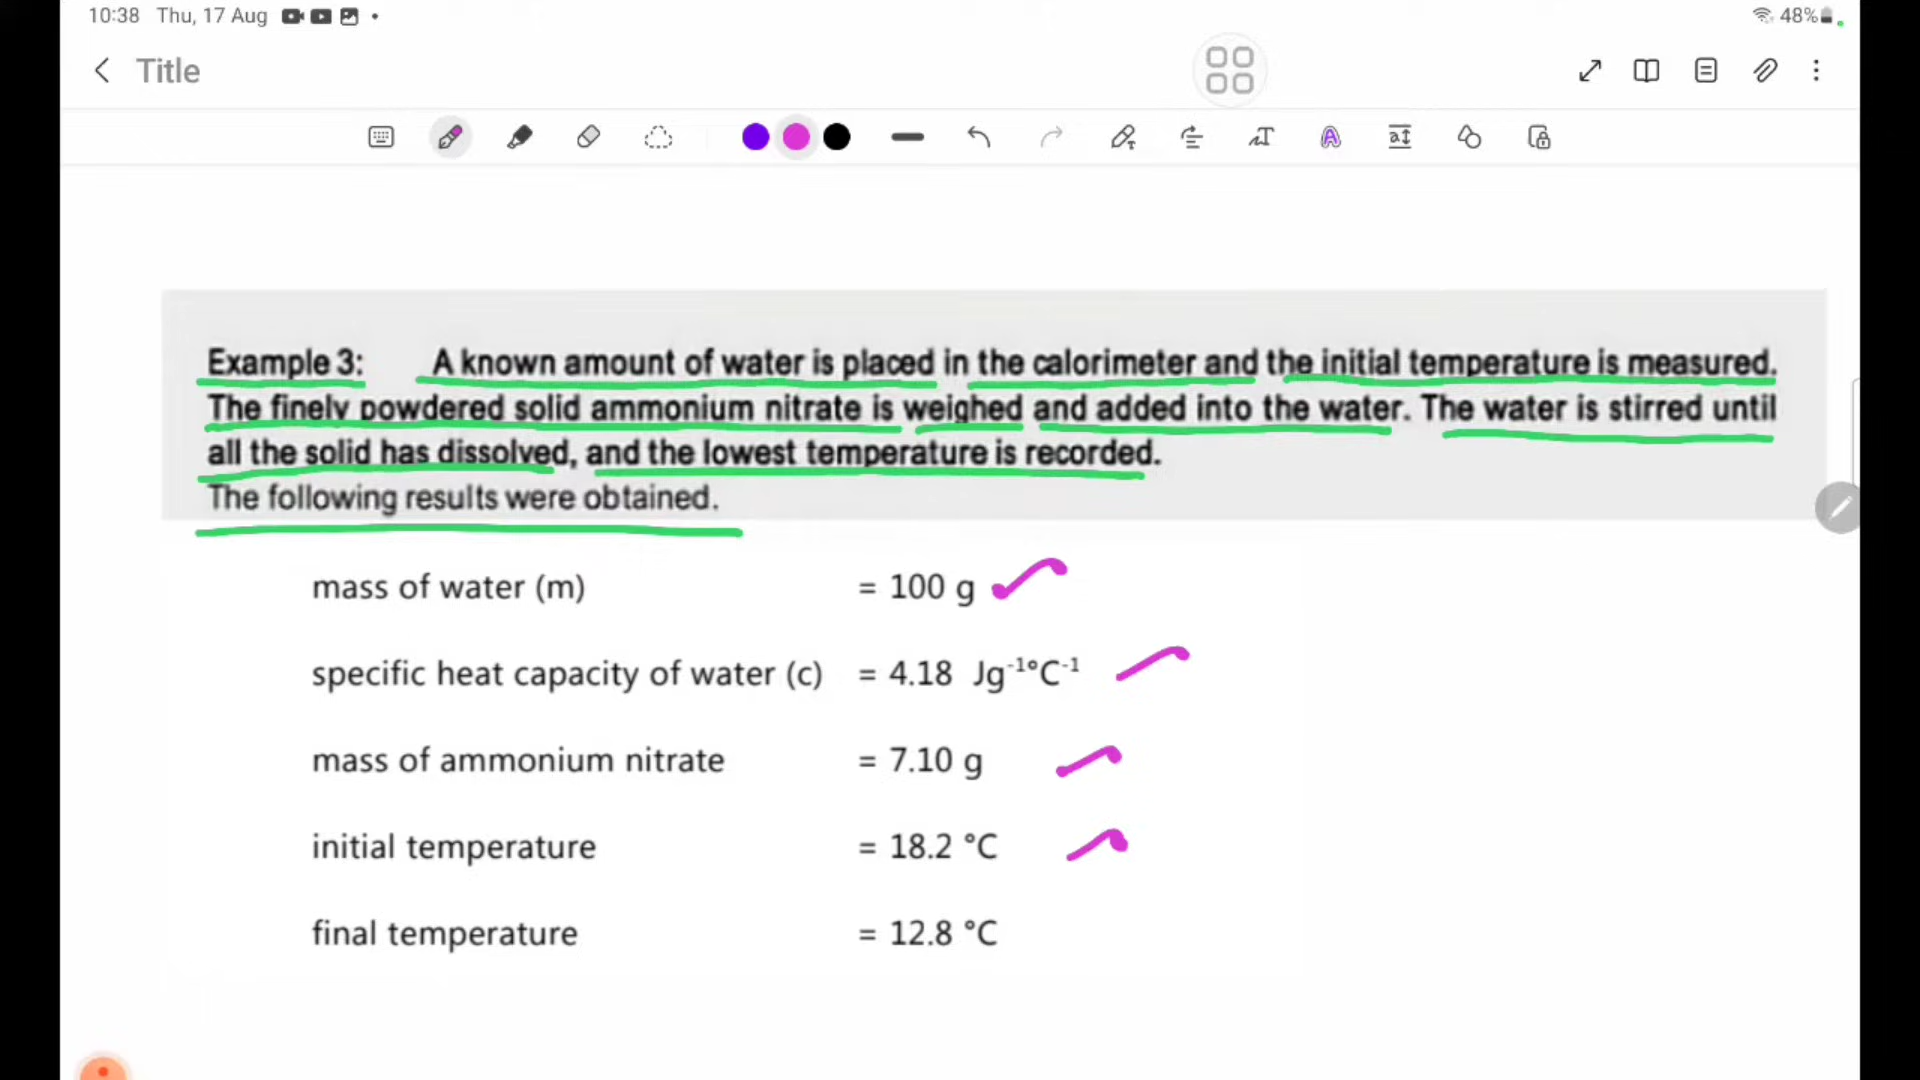 10:38 Thu, 17 Aug 48%
Title
Example 3: A known amount of water is placed in the calorimeter and the initial temperature is measured.
The finely powdered solid ammonium nitrate is weighed and added into the water. The water is stirred until
all the solid has dissolved, and the lowest temperature is recorded.
The following results were obtained.
mass of water (m) = 100 g
specific heat capacity of water (c) = 4.18 Jg⁻¹°C⁻¹
mass of ammonium nitrate = 7.10 g
initial temperature = 18.2 °C
final temperature = 12.8 °C